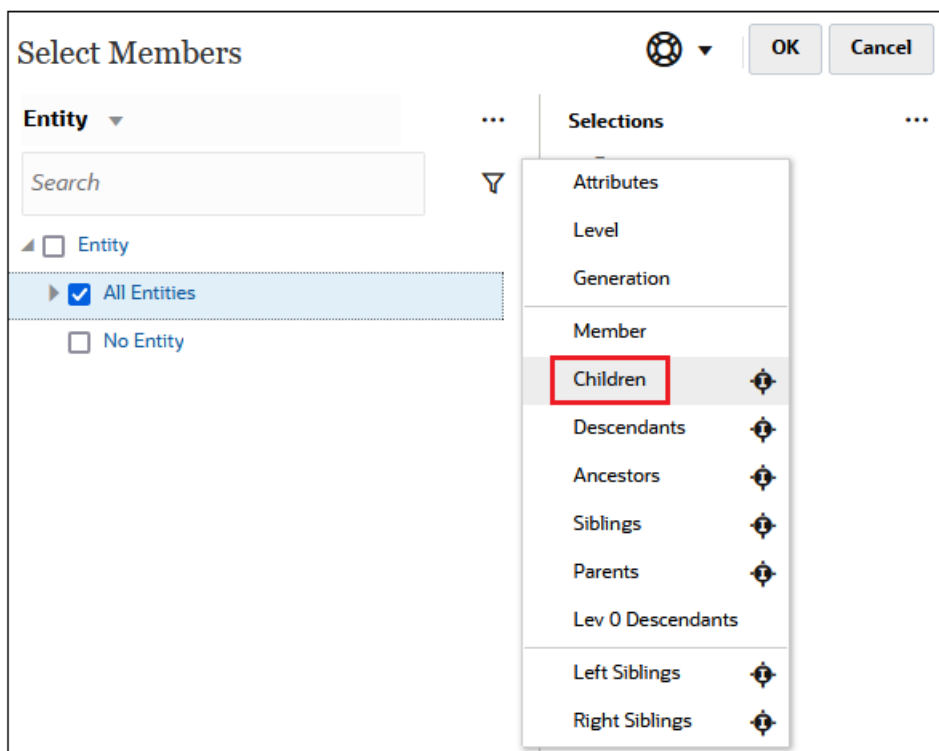 Select Members
OK
Cancel
Entity
Selections
Search
Entity
All Entities
No Entity
Attributes
Level
Generation
Member
Children
Descendants
Ancestors
Siblings
Parents
Lev 0 Descendants
Left Siblings
Right Siblings